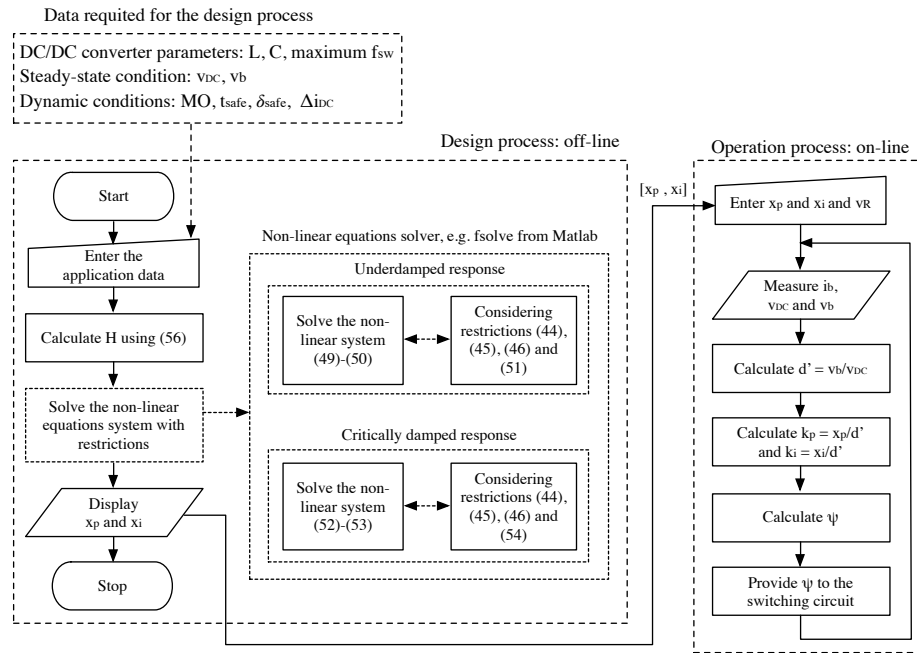 Data requited for the design process
DC/DC converter parameters: L, C, maximum fsw
Steady-state condition: vDC, vb
Dynamic conditions: MO, tsafe, δsafe, ΔiDC
Design process: off-line
Start
Enter the
application data
Calculate H using (56)
Solve the non-linear
equations system with
restrictions
Display
xp and xi
Stop
Non-linear equations solver, e.g. fsolve from Matlab
Underdamped response
Solve the non-
linear system
(49)-(50)
Considering
restrictions (44),
(45), (46) and
(51)
Critically damped response
Solve the non-
linear system
(52)-(53)
Considering
restrictions (44),
(45), (46) and
(54)
[xp , xi]
Operation process: on-line
Enter xp and xi and vR
Measure ib,
vDC and vb
Calculate d’ = vb/vDC
Calculate kp = xp/d’
and ki = xi/d’
Calculate ψ
Provide ψ to the
switching circuit